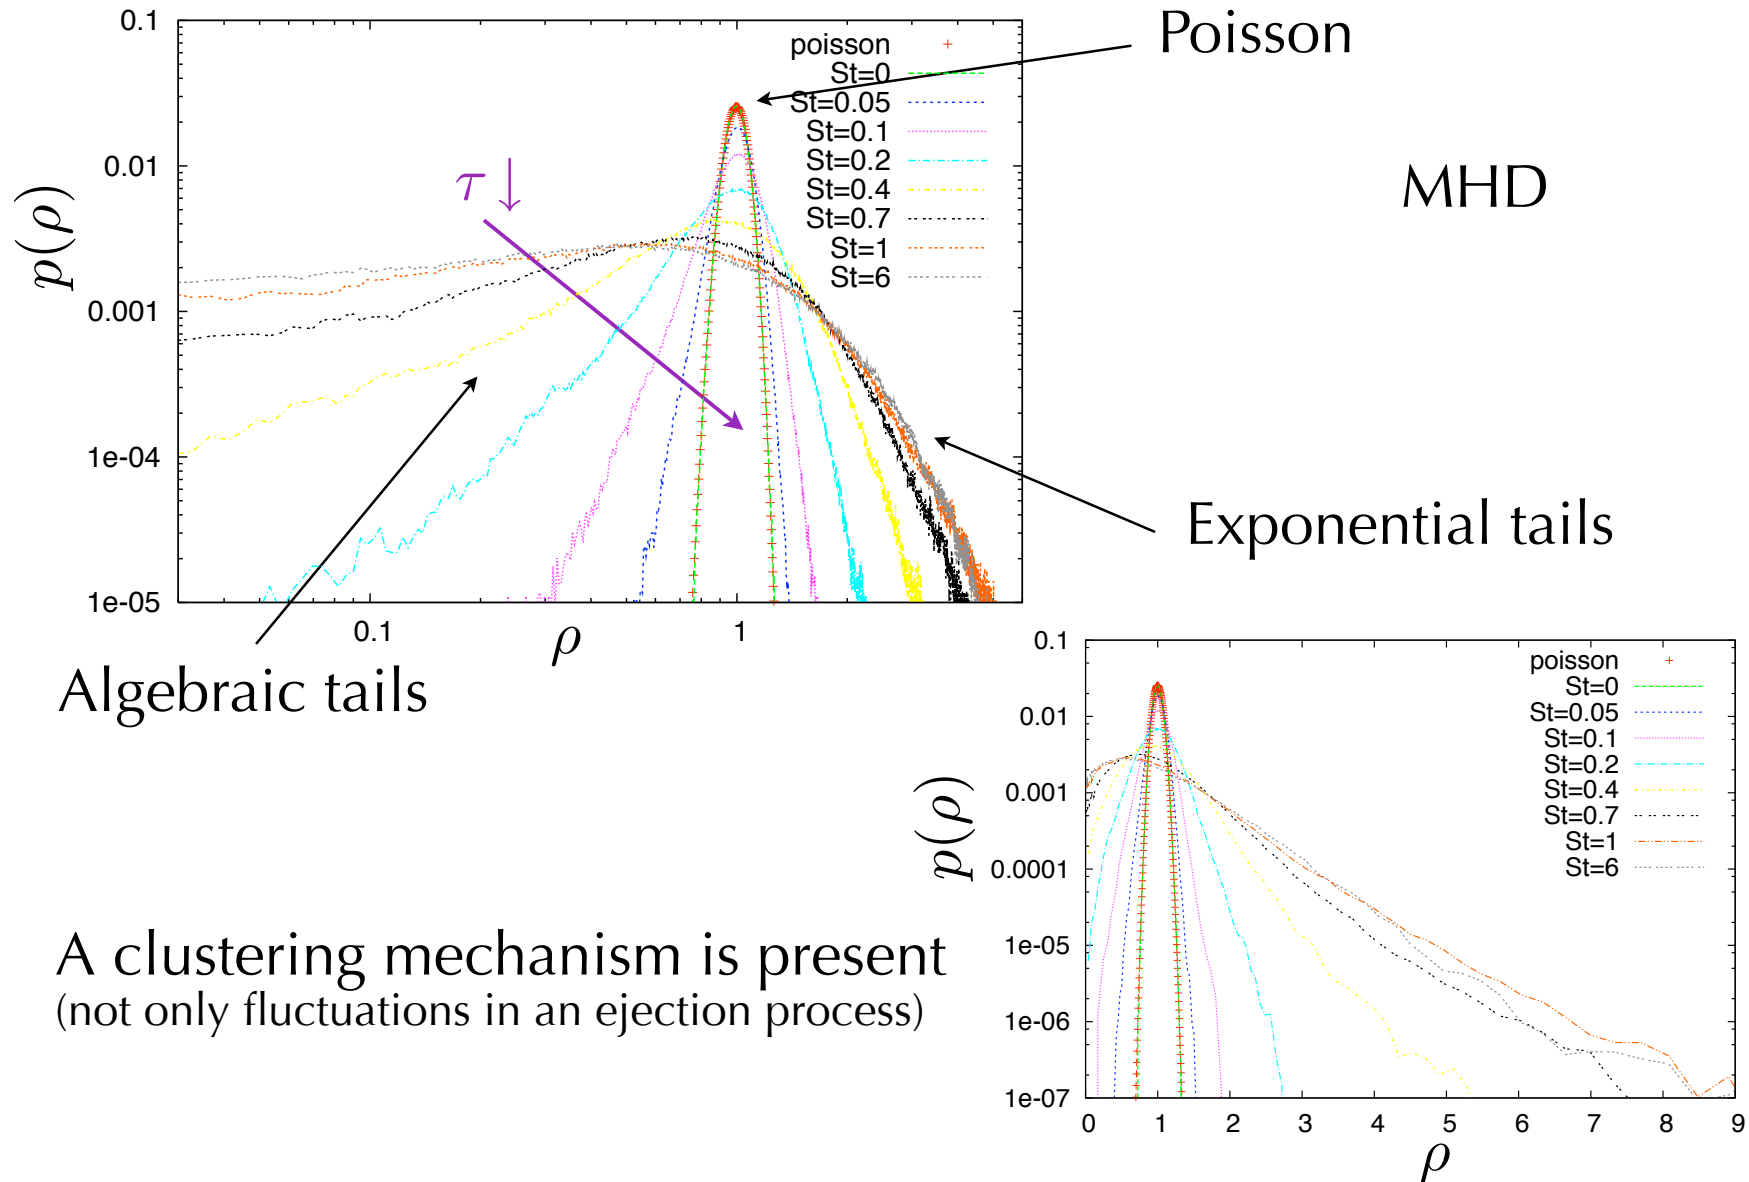 0.1
0.01
0.001
1e-04
1e-05
p(ρ)
0.1
1
ρ
poisson
St=0
St=0.05
St=0.1
St=0.2
St=0.4
St=0.7
St=1
St=6
τ ↓
Poisson
MHD
Exponential tails
Algebraic tails
A clustering mechanism is present
(not only fluctuations in an ejection process)
0.1
0.01
0.001
0.0001
1e-05
1e-06
1e-07
p(ρ)
0 1 2 3 4 5 6 7 8 9
ρ
poisson
St=0
St=0.05
St=0.1
St=0.2
St=0.4
St=0.7
St=1
St=6